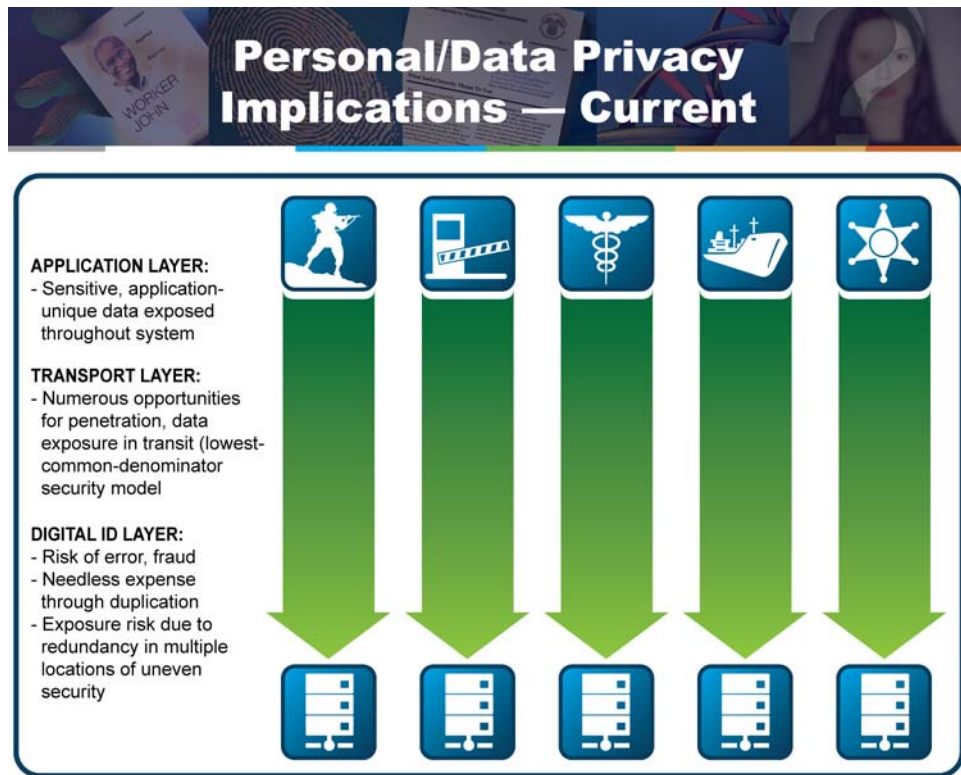 WORKER
JOHN
Personal/Data Privacy
Implications — Current
APPLICATION LAYER:
- Sensitive, application-
unique data exposed
throughout system
TRANSPORT LAYER:
- Numerous opportunities
for penetration, data
exposure in transit (lowest-
common-denominator
security model
DIGITAL ID LAYER:
- Risk of error, fraud
- Needless expense
through duplication
- Exposure risk due to
redundancy in multiple
locations of uneven
security